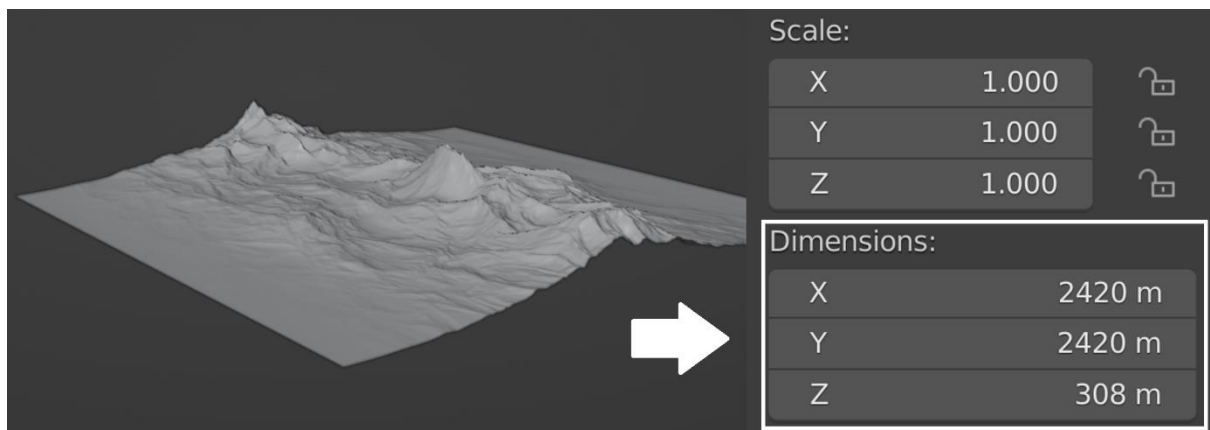 Scale:
X 1.000
Y 1.000
Z 1.000
Dimensions:
X 2420 m
Y 2420 m
Z 308 m